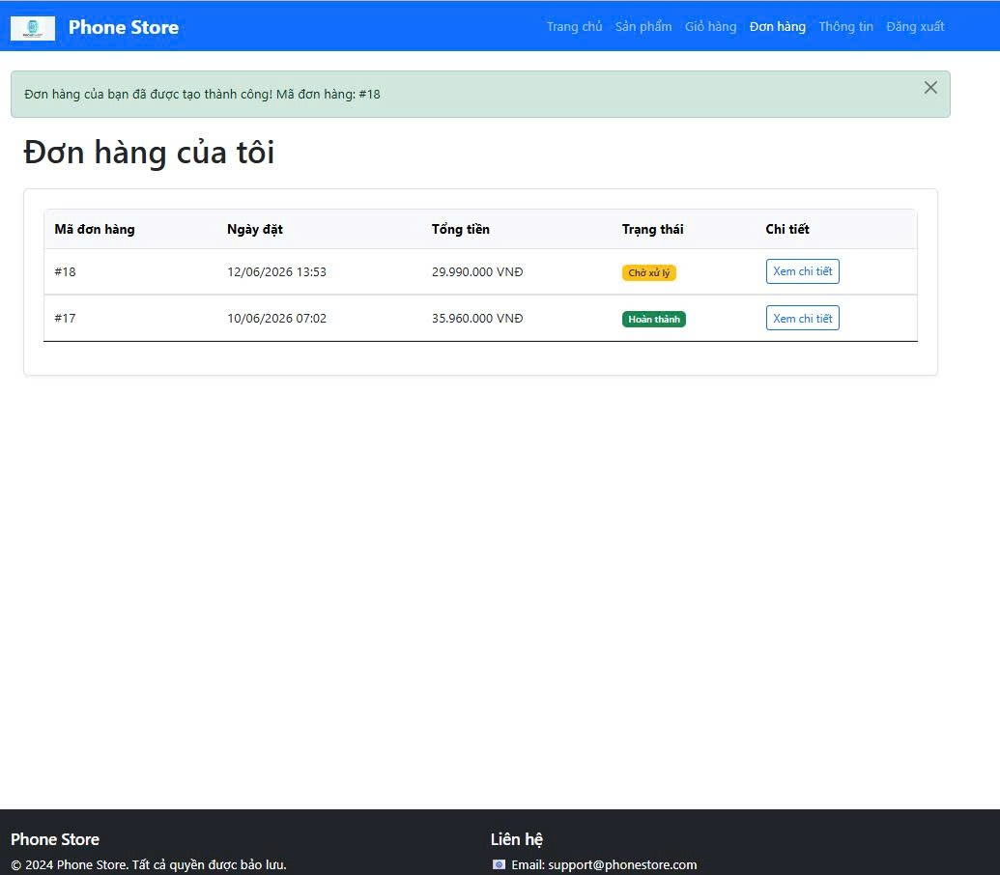 Phone Store Trang chủ Sản phẩm Giỏ hàng Đơn hàng Thông tin Đăng xuất
Đơn hàng của bạn đã được tạo thành công! Mã đơn hàng: #18
Đơn hàng của tôi
Mã đơn hàng Ngày đặt Tổng tiền Trạng thái Chi tiết
#18 12/06/2026 13:53 29.990.000 VNĐ Chờ xử lý Xem chi tiết
#17 10/06/2026 07:02 35.960.000 VNĐ Hoàn thành Xem chi tiết
Phone Store Liên hệ
© 2024 Phone Store. Tất cả quyền được bảo lưu. Email: support@phonestore.com